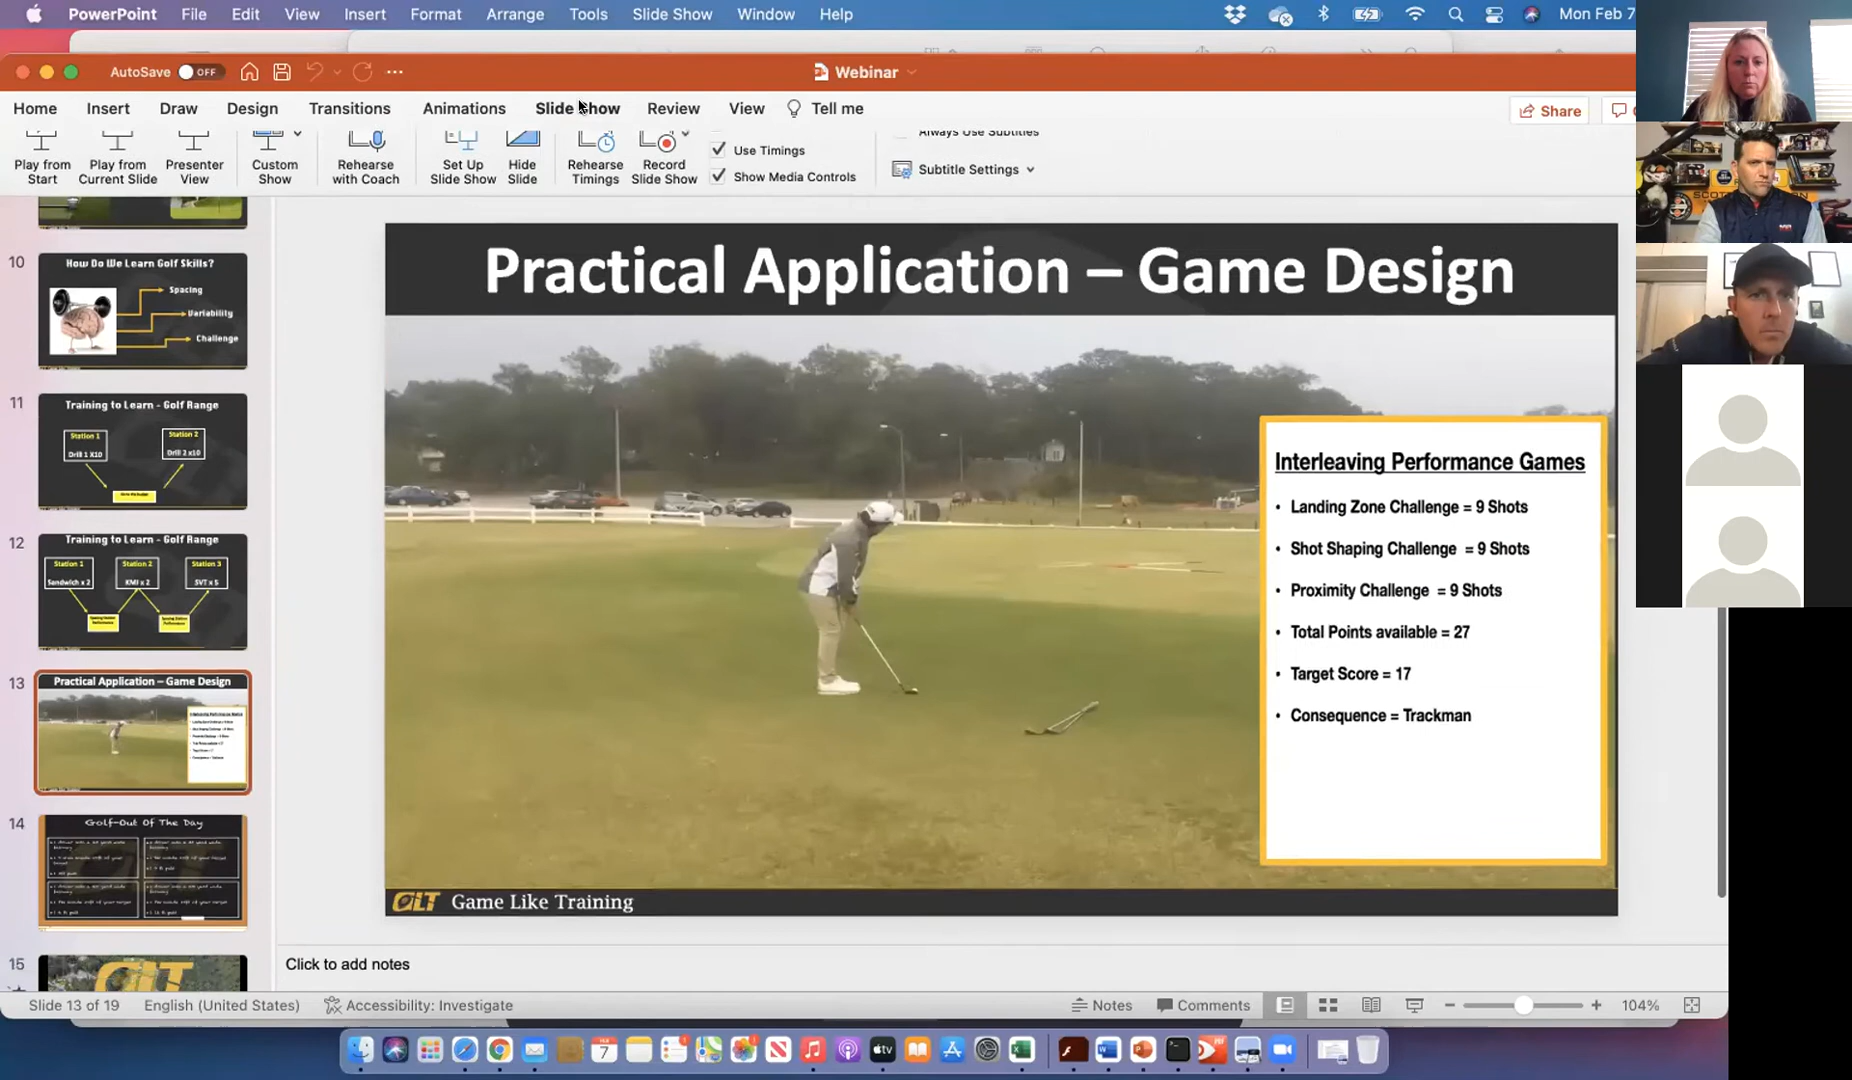 PowerPoint File Edit View Insert Format Arrange Tools Slide Show Window Help Mon Feb 7
AutoSave OFF Webinar
Home Insert Draw Design Transitions Animations Slide Show Review View Tell me Share
Always Use Subtitles
Play from Start
Play from Current Slide
Presenter View
Custom Show
Rehearse with Coach
Set Up Slide Show
Hide Slide
Rehearse Timings
Record Slide Show
Use Timings
Show Media Controls
Subtitle Settings
10
How Do We Learn Golf Skills?
Spacing
Variability
Challenge
11
Training to Learn - Golf Range
Station 1
Drill 1 X10
Station 2
Drill 2 x10
12
Training to Learn - Golf Range
Station 1
Sandwich x 2
Station 2
KMI x 2
Station 3
SVT x 5
13
Practical Application – Game Design
14
Golf-Out Of The Day
15
GLT
Practical Application – Game Design
Interleaving Performance Games
• Landing Zone Challenge = 9 Shots
• Shot Shaping Challenge = 9 Shots
• Proximity Challenge = 9 Shots
• Total Points available = 27
• Target Score = 17
• Consequence = Trackman
GLT Game Like Training
Click to add notes
Slide 13 of 19 English (United States) Accessibility: Investigate Notes Comments 104%